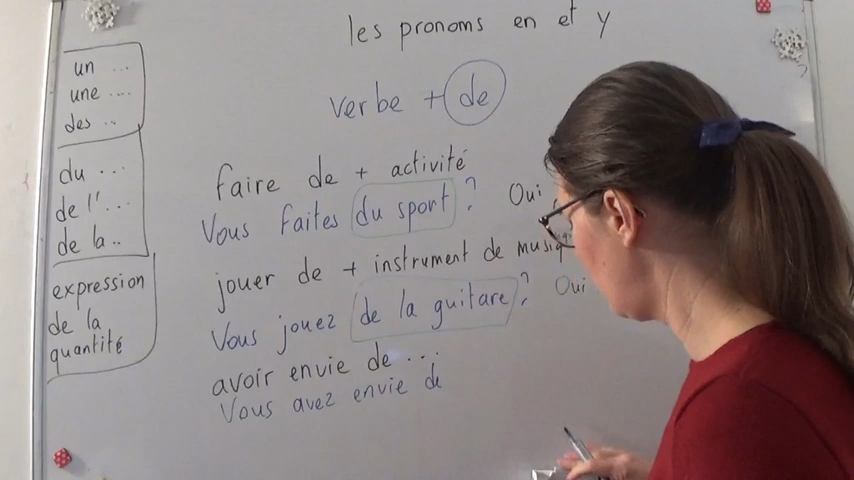 les pronoms en et y
un ...
une ....
des ..
du ...
de l' ...
de la ..
expression
de la
quantité
verbe + de
faire de + activité
Vous faites du sport ? Oui
jouer de + instrument de musiq
Vous jouez de la guitare ? Oui
avoir envie de ...
Vous avez envie de